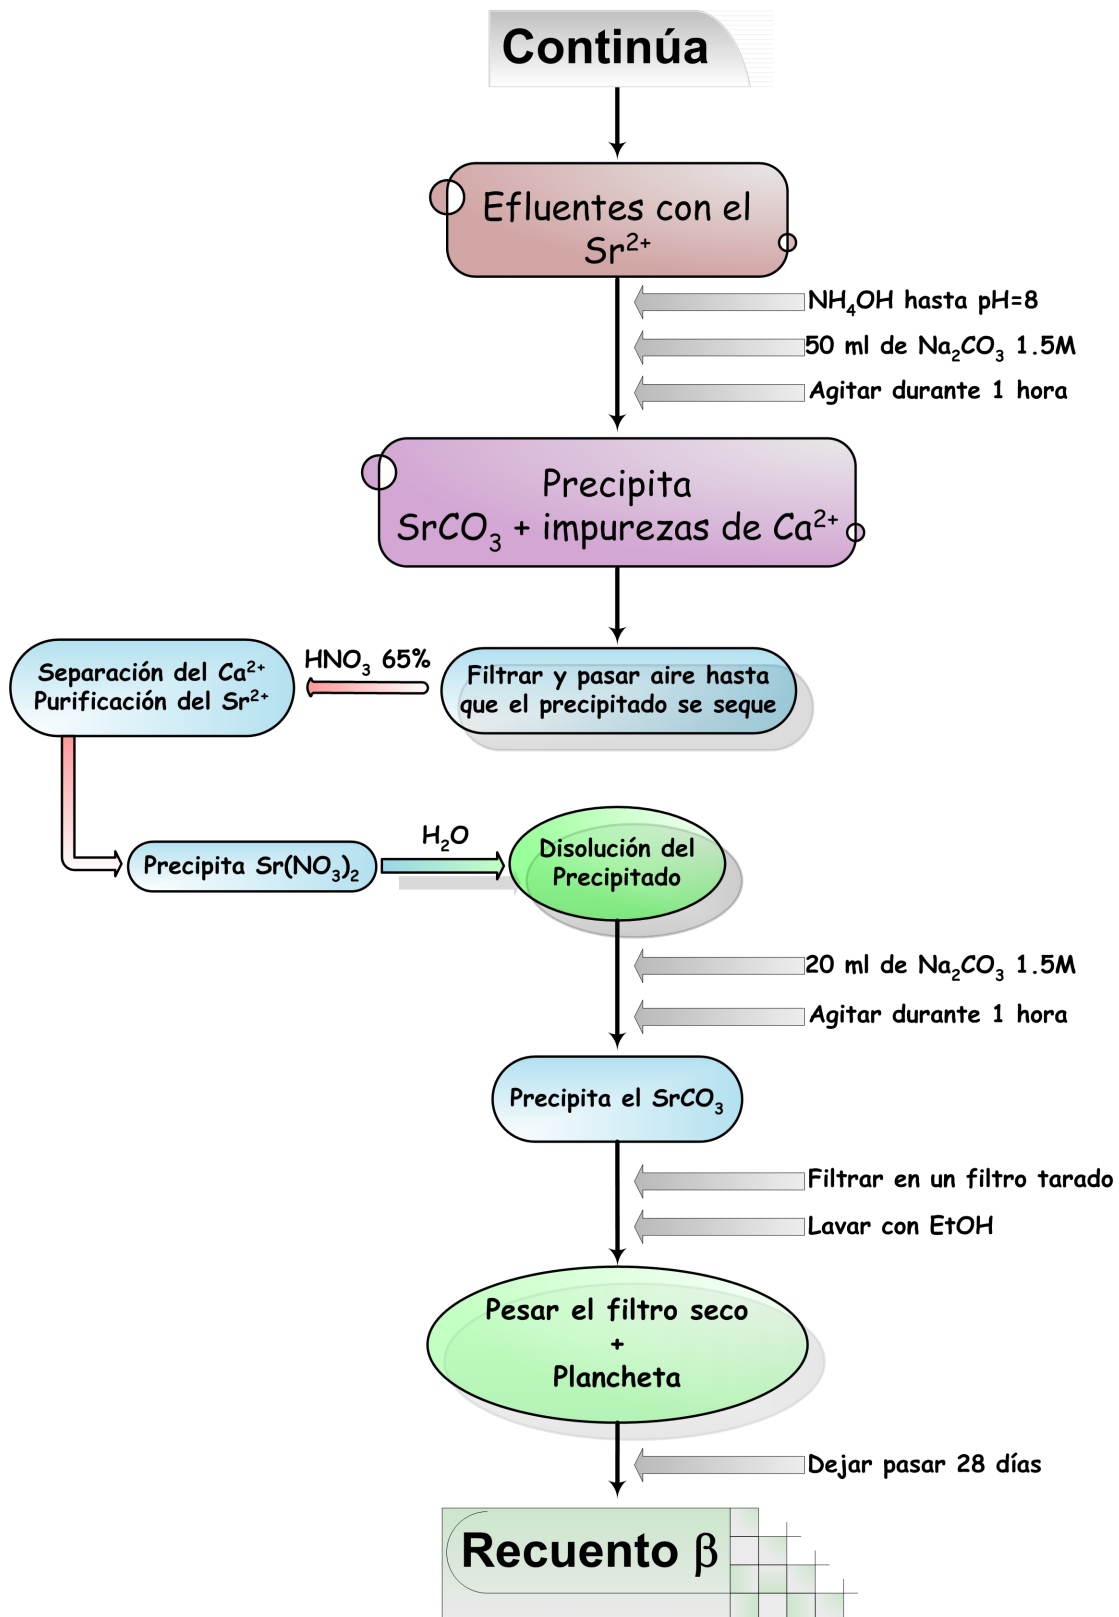 Continúa
Efluentes con el
Sr²⁺
NH₄OH hasta pH=8
50 ml de Na₂CO₃ 1.5M
Agitar durante 1 hora
Precipita
SrCO₃ + impurezas de Ca²⁺
Filtrar y pasar aire hasta
que el precipitado se seque
HNO₃ 65%
Separación del Ca²⁺
Purificación del Sr²⁺
Precipita Sr(NO₃)₂
H₂O
Disolución del
Precipitado
20 ml de Na₂CO₃ 1.5M
Agitar durante 1 hora
Precipita el SrCO₃
Filtrar en un filtro tarado
Lavar con EtOH
Pesar el filtro seco
+
Plancheta
Dejar pasar 28 días
Recuento β